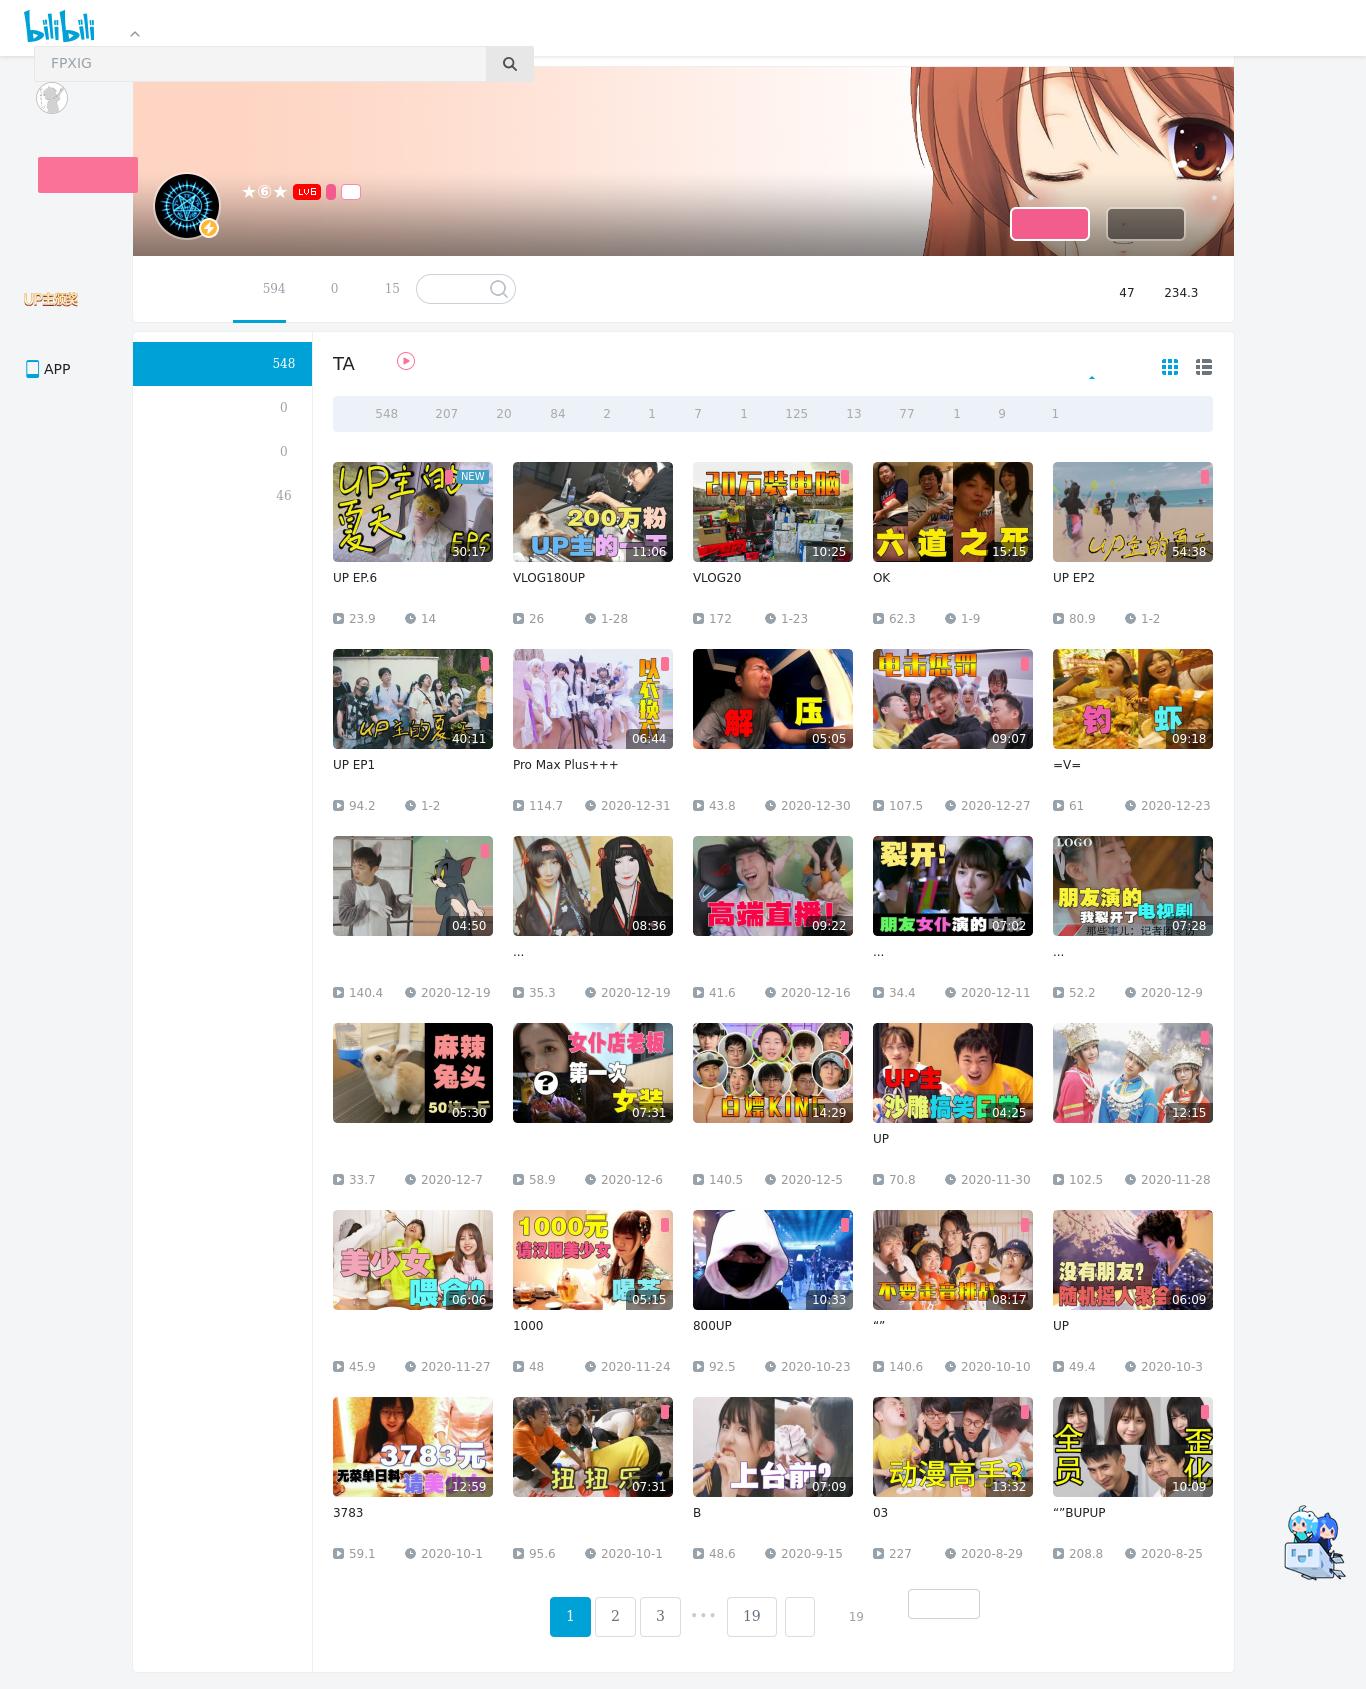 bilibili
FPXIG
★⑥★ LV6
594 0 15
47 234.3
UP主颁奖
APP
548
0
0
46
TA
548 207 20 84 2 1 7 1 125 13 77 1 9 1
UP主的
夏天
EP6
NEW
30:17
200万粉
UP主的一天
11:06
20万装电脑
10:25
六道之死
15:15
UP主的夏天
54:38
UP EP.6
VLOG180UP
VLOG20
OK
UP EP2
23.9 14
26 1-28
172 1-23
62.3 1-9
80.9 1-2
UP主的夏天
40:11
以衣换
06:44
解压
05:05
电击惩罚
09:07
钓虾
09:18
UP EP1
Pro Max Plus+++
=V=
94.2 1-2
114.7 2020-12-31
43.8 2020-12-30
107.5 2020-12-27
61 2020-12-23
04:50
08:36
高端直播!
09:22
裂开!
朋友女仆演的电影
07:02
LOGO
朋友演的
我裂开了电视剧
那些事儿：记者团
07:28
...
...
...
140.4 2020-12-19
35.3 2020-12-19
41.6 2020-12-16
34.4 2020-12-11
52.2 2020-12-9
麻辣
兔头
05:30
女仆店老板
第一次
女装
?
07:31
白嫖KING
14:29
UP主
沙雕搞笑日常
04:25
12:15
UP
33.7 2020-12-7
58.9 2020-12-6
140.5 2020-12-5
70.8 2020-11-30
102.5 2020-11-28
美少女
喂食?
06:06
1000元
请汉服美少女
喝茶
05:15
10:33
不要走音挑战
08:17
没有朋友?
随机摇人聚会
06:09
1000
800UP
“”
UP
45.9 2020-11-27
48 2020-11-24
92.5 2020-10-23
140.6 2020-10-10
49.4 2020-10-3
3783元
无菜单日料 请美少女
12:59
扭扭乐
07:31
上台前?
07:09
动漫高手3
13:32
全员
歪化
10:09
3783
B
03
“”BUPUP
59.1 2020-10-1
95.6 2020-10-1
48.6 2020-9-15
227 2020-8-29
208.8 2020-8-25
1 2 3 ••• 19 19